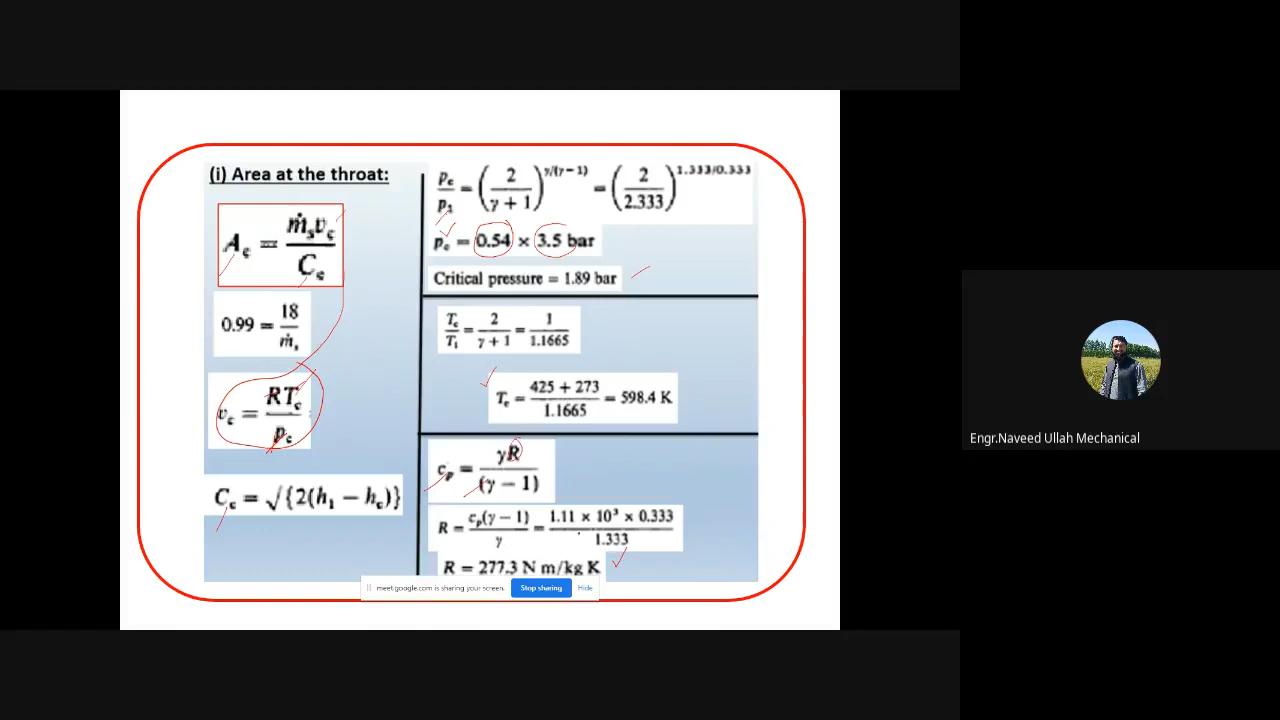 (i) Area at the throat:
A_c = ṁ_s v_c / C_c
0.99 = 18 / ṁ_s
v_c = RT_c / p_c
C_c = √{2(h_1 − h_c)}
p_c / p_1 = (2 / γ + 1)^γ/(γ − 1) = (2 / 2.333)^1.333/0.333
p_c = 0.54 × 3.5 bar
Critical pressure = 1.89 bar
T_c / T_1 = 2 / γ + 1 = 1 / 1.1665
T_c = 425 + 273 / 1.1665 = 598.4 K
c_p = γR / (γ − 1)
R = c_p(γ − 1) / γ = 1.11 × 10³ × 0.333 / 1.333
R = 277.3 N m/kg K
meet.google.com is sharing your screen. Stop sharing Hide
Engr.Naveed Ullah Mechanical